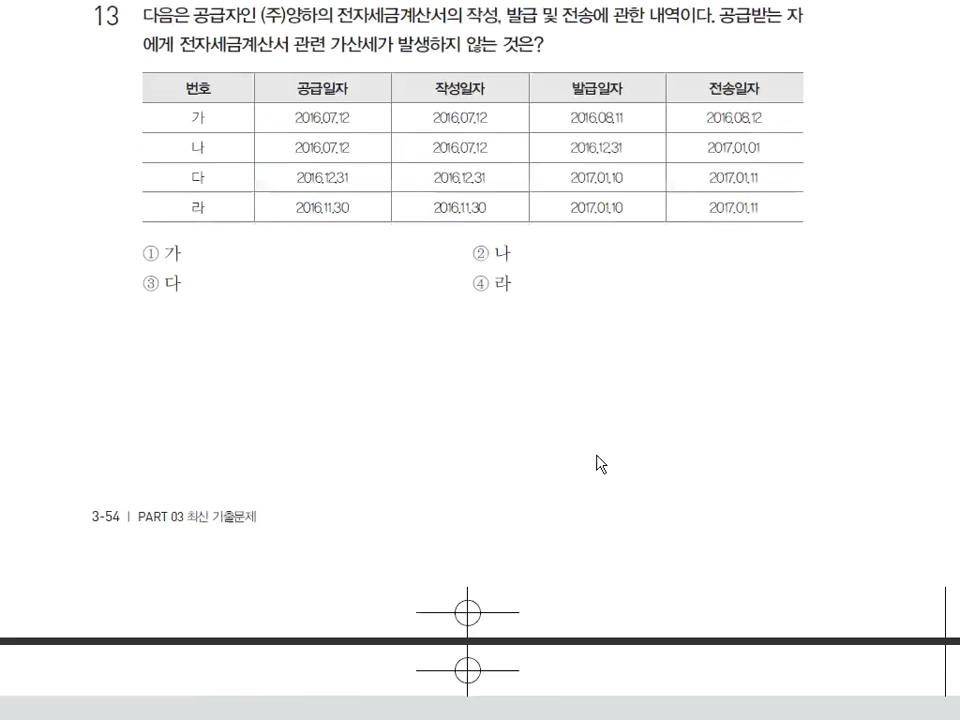 13 다음은 공급자인 (주)양하의 전자세금계산서의 작성, 발급 및 전송에 관한 내역이다. 공급받는 자
에게 전자세금계산서 관련 가산세가 발생하지 않는 것은?
번호 공급일자 작성일자 발급일자 전송일자
가 2016.07.12 2016.07.12 2016.08.11 2016.08.12
나 2016.07.12 2016.07.12 2016.12.31 2017.01.01
다 2016.12.31 2016.12.31 2017.01.10 2017.01.11
라 2016.11.30 2016.11.30 2017.01.10 2017.01.11
① 가 ② 나
③ 다 ④ 라
3-54 | PART 03 최신 기출문제